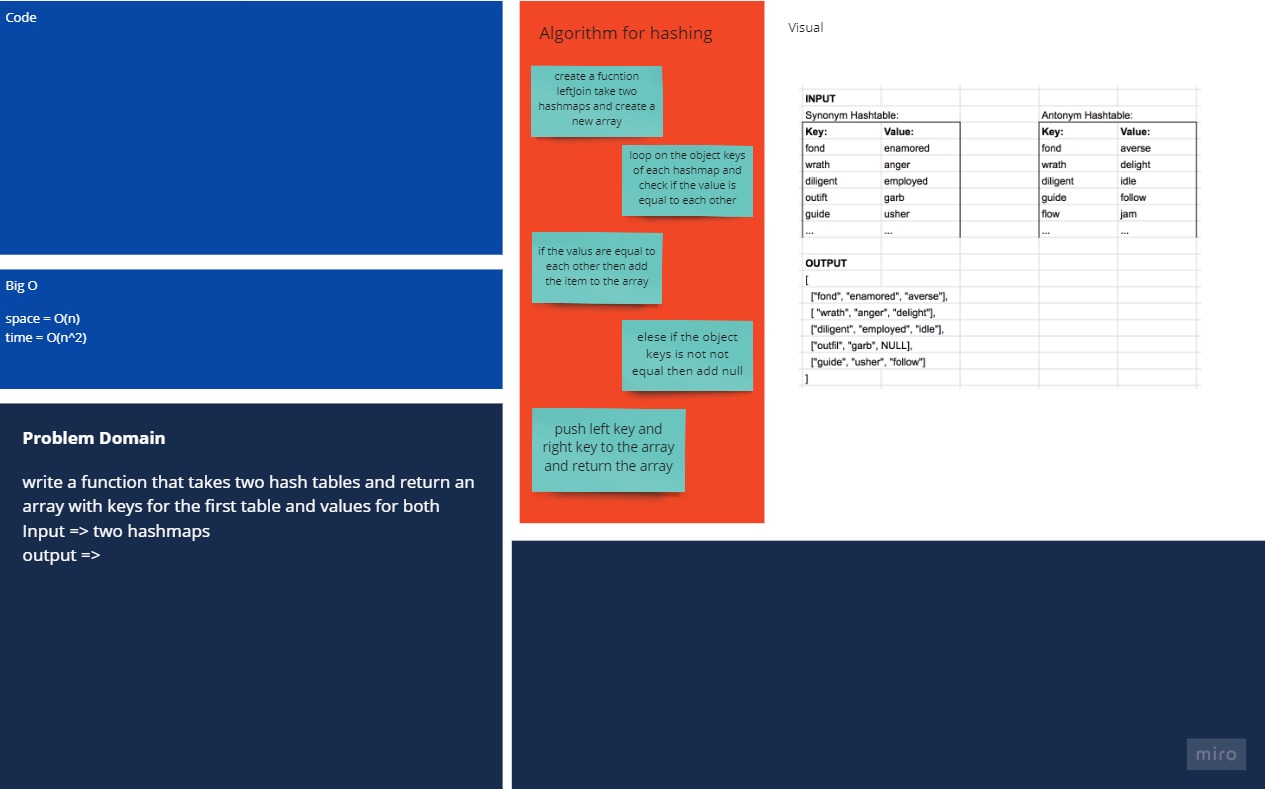 Code
Big O
space = O(n)
time = O(n^2)
Problem Domain
write a function that takes two hash tables and return an
array with keys for the first table and values for both
Input => two hashmaps
output =>
Algorithm for hashing
create a fucntion
leftJoin take two
hashmaps and create a
new array
loop on the object keys
of each hashmap and
check if the value is
equal to each other
if the valus are equal to
each other then add
the item to the array
elese if the object
keys is not not
equal then add null
push left key and
right key to the array
and return the array
Visual
INPUT
Synonym Hashtable: Antonym Hashtable:
Key: Value: Key: Value:
fond enamored fond averse
wrath anger wrath delight
diligent employed diligent idle
outift garb guide follow
guide usher flow jam
... ... ... ...
OUTPUT
[
["fond", "enamored", "averse"],
[ "wrath", "anger", "delight"],
["diligent", "employed", "idle"],
["outfil", "garb", NULL],
["guide", "usher", "follow"]
]
miro